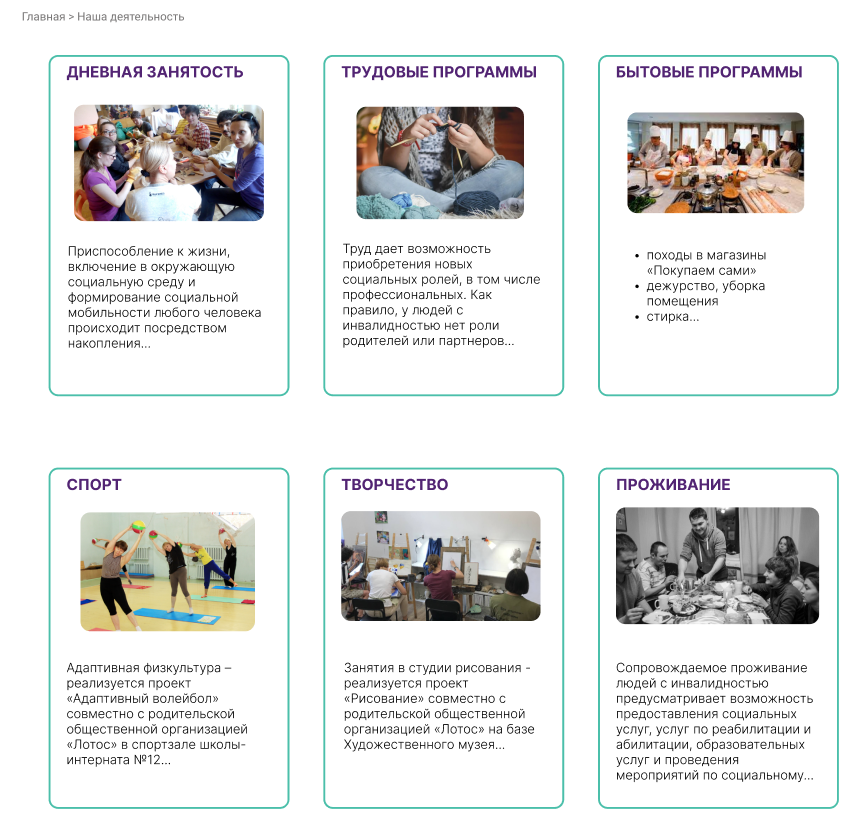 Главная > Наша деятельность
ДНЕВНАЯ ЗАНЯТОСТЬ
Приспособление к жизни,
включение в окружающую
социальную среду и
формирование социальной
мобильности любого человека
происходит посредством
накопления...
ТРУДОВЫЕ ПРОГРАММЫ
Труд дает возможность
приобретения новых
социальных ролей, в том числе
профессиональных. Как
правило, у людей с
инвалидностью нет роли
родителей или партнеров...
БЫТОВЫЕ ПРОГРАММЫ
• походы в магазины
«Покупаем сами»
• дежурство, уборка
помещения
• стирка...
СПОРТ
Адаптивная физкультура –
реализуется проект
«Адаптивный волейбол»
совместно с родительской
общественной организацией
«Лотос» в спортзале школы-
интерната №12...
ТВОРЧЕСТВО
Занятия в студии рисования -
реализуется проект
«Рисование» совместно с
родительской общественной
организацией «Лотос» на базе
Художественного музея...
ПРОЖИВАНИЕ
Сопровождаемое проживание
людей с инвалидностью
предусматривает возможность
предоставления социальных
услуг, услуг по реабилитации и
абилитации, образовательных
услуг и проведения
мероприятий по социальному...